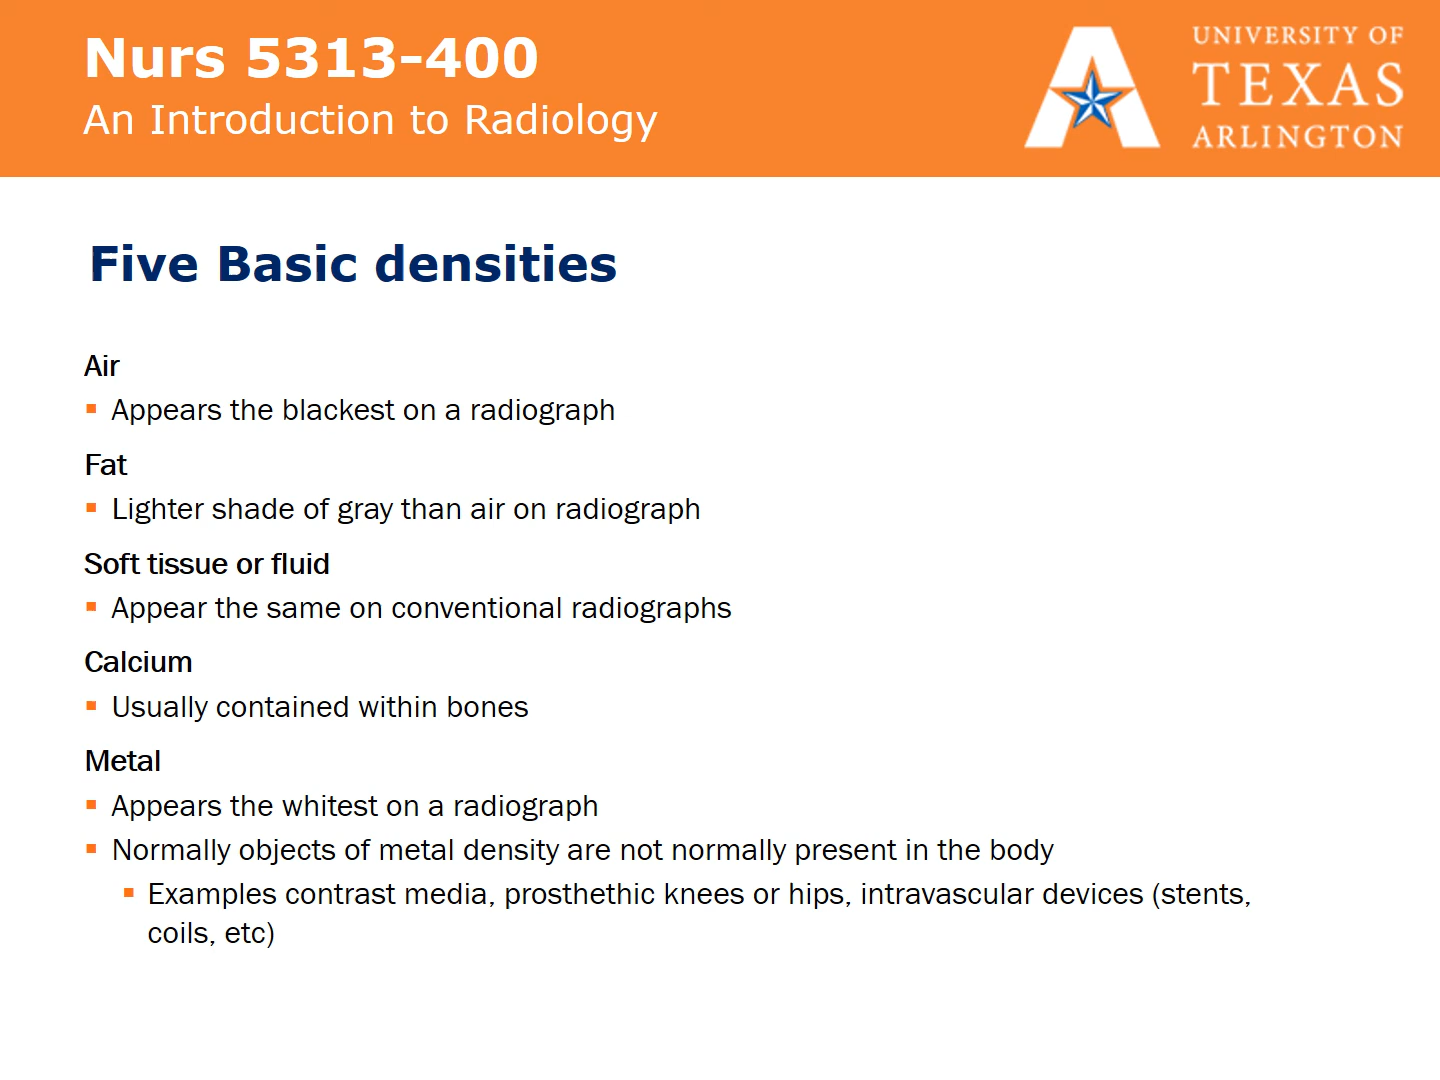 Nurs 5313-400
An Introduction to Radiology
UNIVERSITY OF
TEXAS
ARLINGTON
Five Basic densities
Air
▪ Appears the blackest on a radiograph
Fat
▪ Lighter shade of gray than air on radiograph
Soft tissue or fluid
▪ Appear the same on conventional radiographs
Calcium
▪ Usually contained within bones
Metal
▪ Appears the whitest on a radiograph
▪ Normally objects of metal density are not normally present in the body
▪ Examples contrast media, prosthethic knees or hips, intravascular devices (stents,
coils, etc)